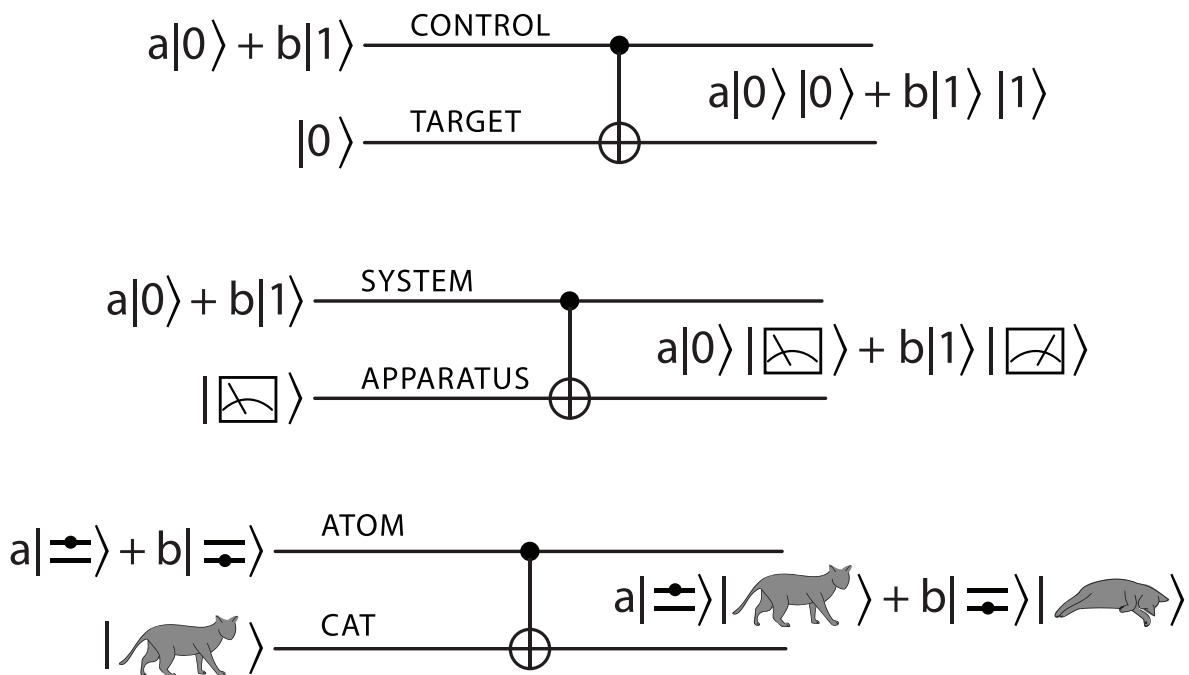 a|0⟩ + b|1⟩ CONTROL
a|0⟩ |0⟩ + b|1⟩ |1⟩
|0⟩ TARGET
a|0⟩ + b|1⟩ SYSTEM
a|0⟩ | ⟩ + b|1⟩ | ⟩
| ⟩ APPARATUS
a| ⟩ + b| ⟩ ATOM
a| ⟩| ⟩ + b| ⟩| ⟩
| ⟩ CAT